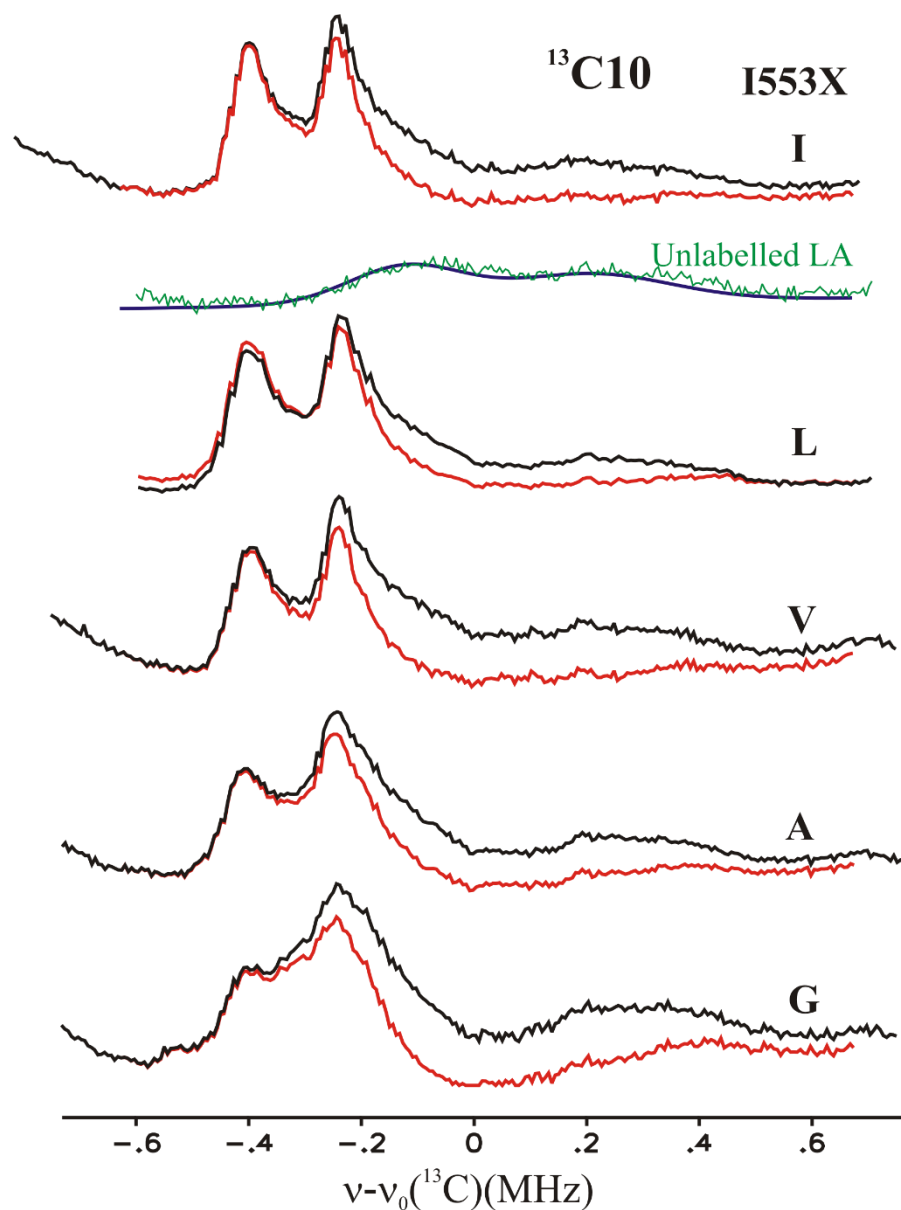 ¹³C10 I553X
I
Unlabelled LA
L
V
A
G
-.6 -.4 -.2 0 .2 .4 .6
ν-ν₀(¹³C)(MHz)